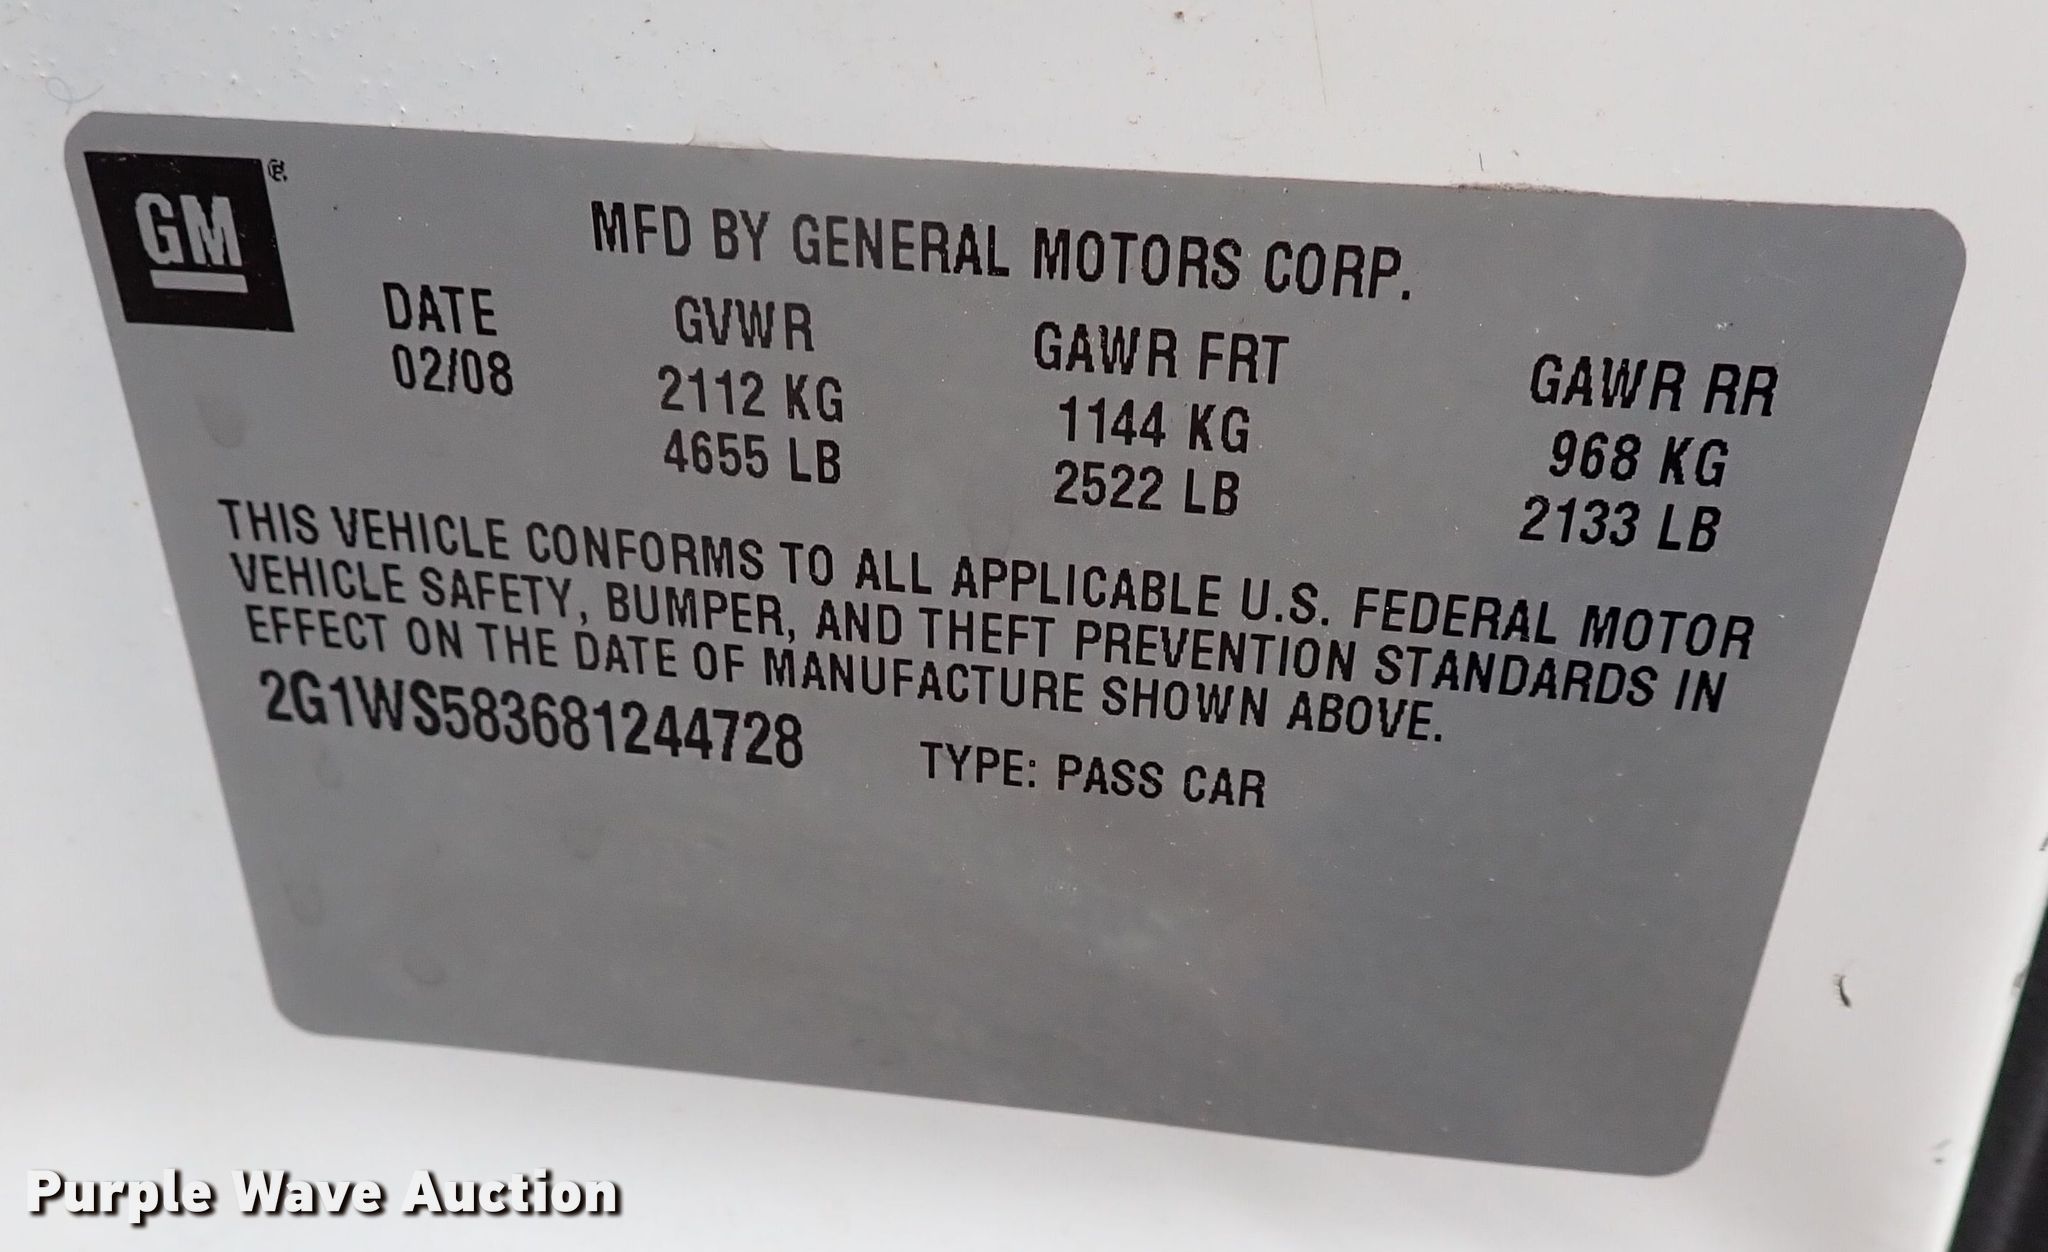 GM
MFD BY GENERAL MOTORS CORP.
DATE GVWR GAWR FRT GAWR RR
02/08 2112 KG 1144 KG 968 KG
4655 LB 2522 LB 2133 LB
THIS VEHICLE CONFORMS TO ALL APPLICABLE U.S. FEDERAL MOTOR
VEHICLE SAFETY, BUMPER, AND THEFT PREVENTION STANDARDS IN
EFFECT ON THE DATE OF MANUFACTURE SHOWN ABOVE.
2G1WS583681244728 TYPE: PASS CAR
Purple Wave Auction